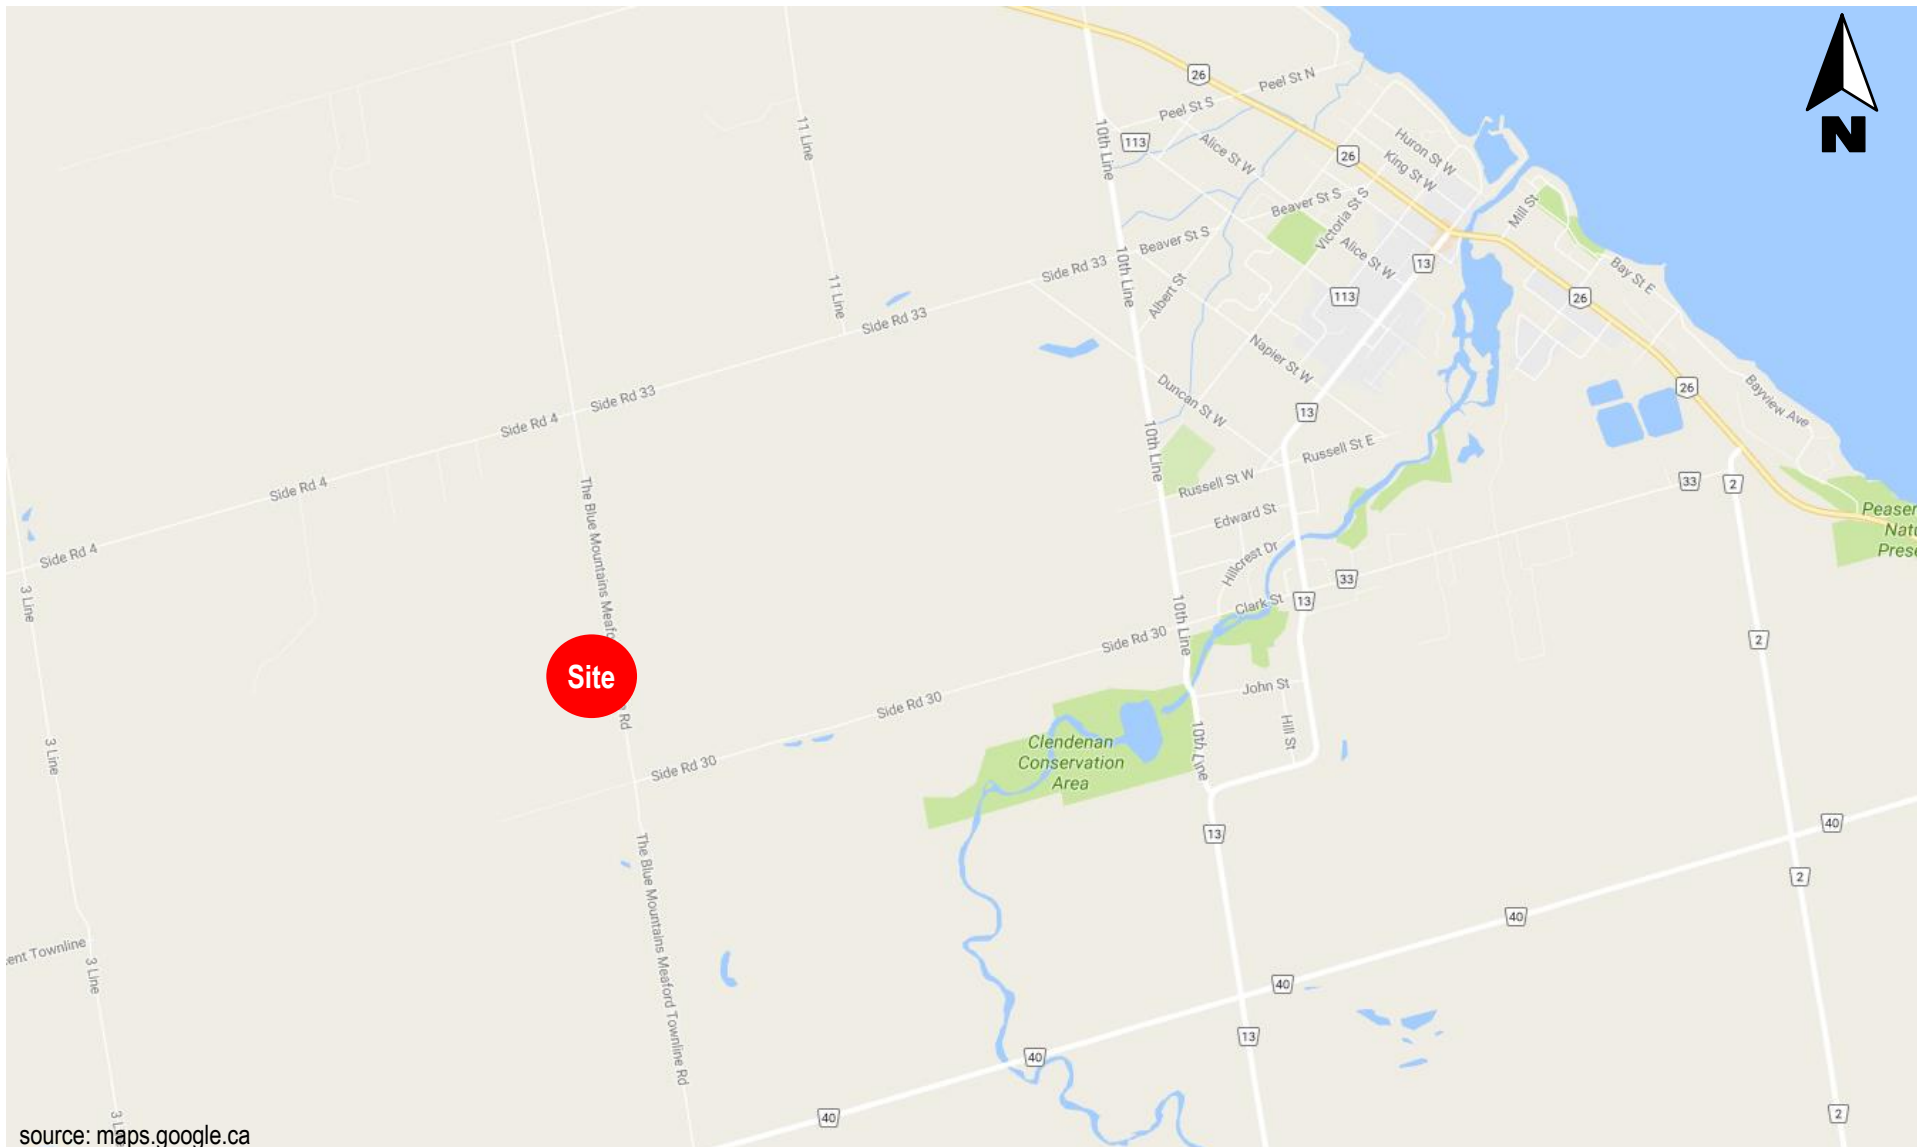 26
Peel St N
Peel St S
113
10th Line
11 Line
Alice St W
26
Huron St W
King St W
N
Beaver St S
Victoria St S
Mill St
Beaver St S
Alice St W
13
Bay St E
Side Rd 33
10th Line
Albert St
113
26
11 Line
Side Rd 33
Napier St W
Duncan St W
26
Bayview Ave
Side Rd 33
Side Rd 4
13
10th Line
Russell St E
Russell St W
33
2
Side Rd 4
The Blue Mountains
Edward St
Side Rd 4
Hillcrest Dr
33
3 Line
10th Line
Clark St
13
Side Rd 30
2
Site
Rd
John St
Side Rd 30
Hill St
10th Line
3 Line
Clendenan
Conservation
Area
Side Rd 30
13
40
The Blue Mountains Meaford Townline Rd
2
40
Townline
3 Line
40
13
40
40
2
source: maps.google.ca